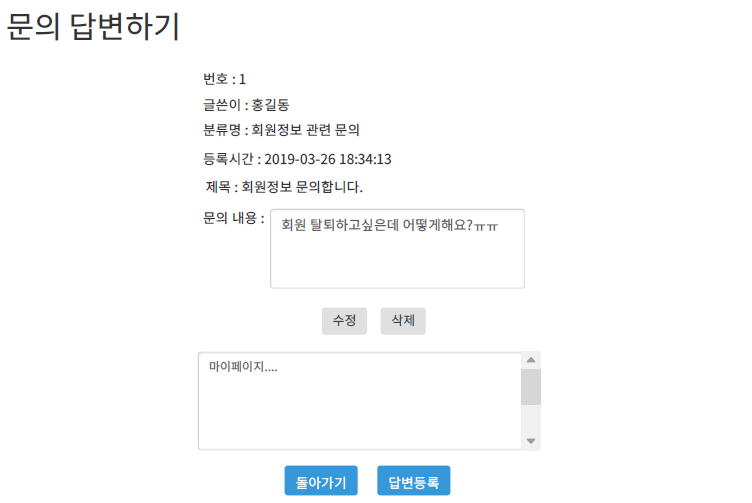 문의 답변하기
번호 : 1
글쓴이 : 홍길동
분류명 : 회원정보 관련 문의
등록시간 : 2019-03-26 18:34:13
제목 : 회원정보 문의합니다.
문의 내용 : 회원 탈퇴하고싶은데 어떻게해요?ㅠㅠ
수정 삭제
마이페이지....
돌아가기 답변등록